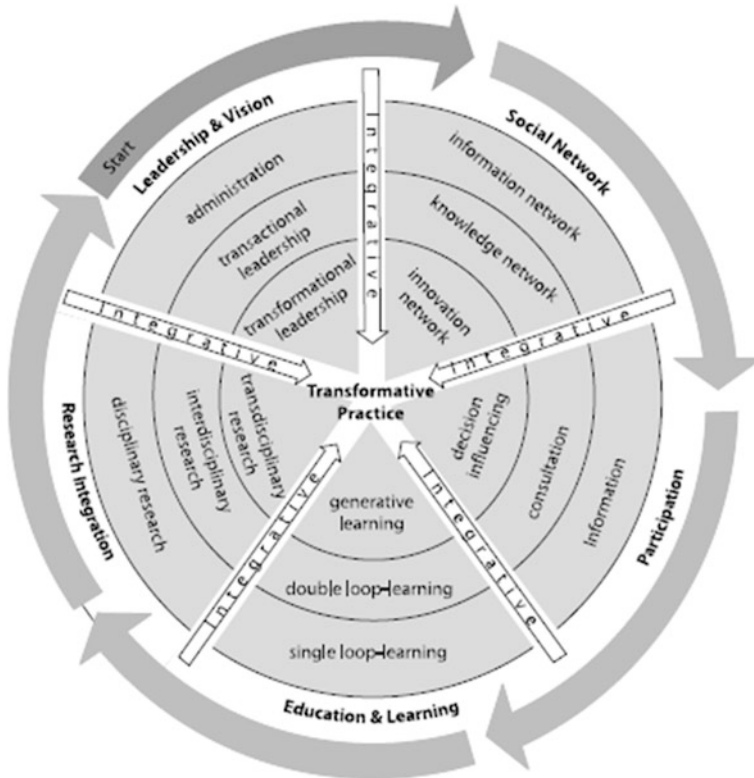 Start
Leadership & Vision
administration
transactional
leadership
transformational
leadership
Integrative
Social Network
information network
knowledge network
innovation
network
Integrative
Participation
Information
consultation
decision
influencing
Integrative
Education & Learning
single loop-learning
double loop-learning
generative
learning
Integrative
Research Integration
disciplinary research
interdisciplinary
research
transdisciplinary
research
Integrative
Transformative
Practice